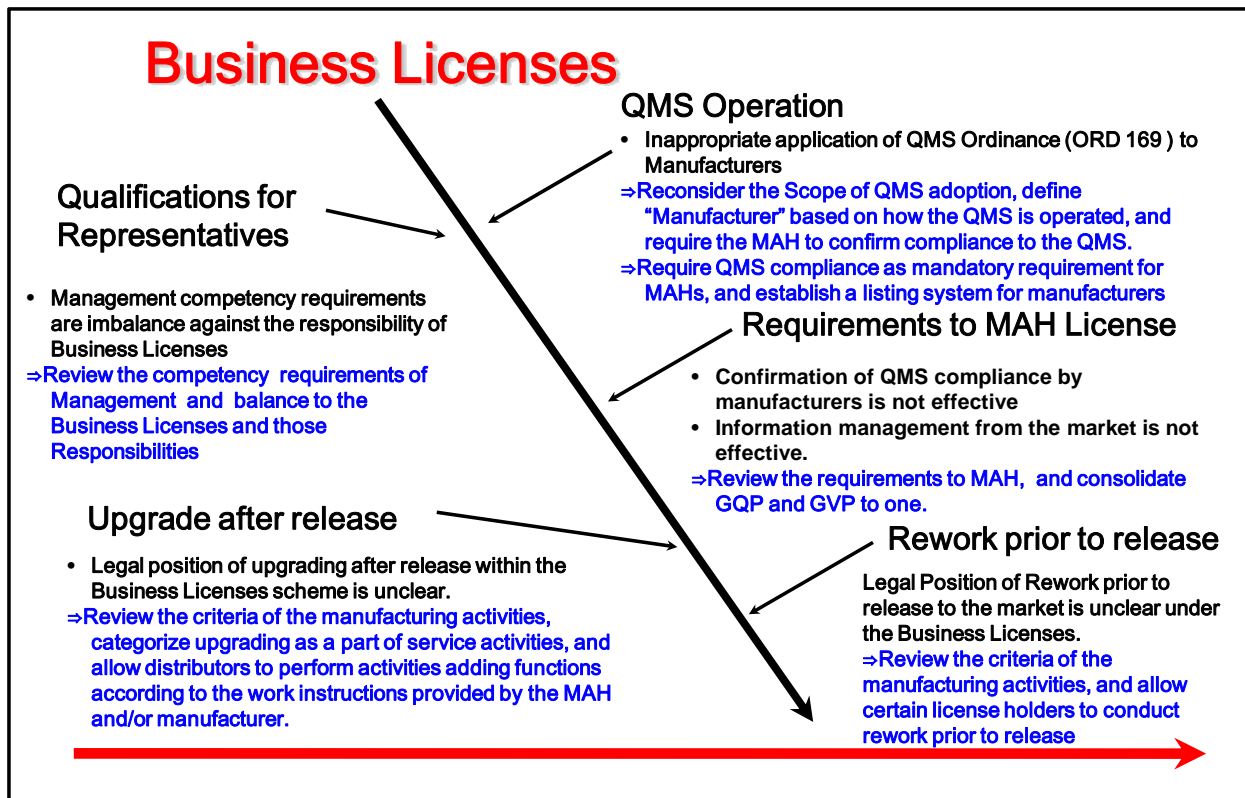 Business Licenses
QMS Operation
• Inappropriate application of QMS Ordinance (ORD 169 ) to
Manufacturers
⇒Reconsider the Scope of QMS adoption, define
“Manufacturer” based on how the QMS is operated, and
require the MAH to confirm compliance to the QMS.
⇒Require QMS compliance as mandatory requirement for
MAHs, and establish a listing system for manufacturers
Qualifications for
Representatives
• Management competency requirements
are imbalance against the responsibility of
Business Licenses
⇒Review the competency requirements of
Management and balance to the
Business Licenses and those
Responsibilities
Requirements to MAH License
• Confirmation of QMS compliance by
manufacturers is not effective
• Information management from the market is not
effective.
⇒Review the requirements to MAH, and consolidate
GQP and GVP to one.
Upgrade after release
• Legal position of upgrading after release within the
Business Licenses scheme is unclear.
⇒Review the criteria of the manufacturing activities,
categorize upgrading as a part of service activities, and
allow distributors to perform activities adding functions
according to the work instructions provided by the MAH
and/or manufacturer.
Rework prior to release
Legal Position of Rework prior to
release to the market is unclear under
the Business Licenses.
⇒Review the criteria of the
manufacturing activities, and allow
certain license holders to conduct
rework prior to release